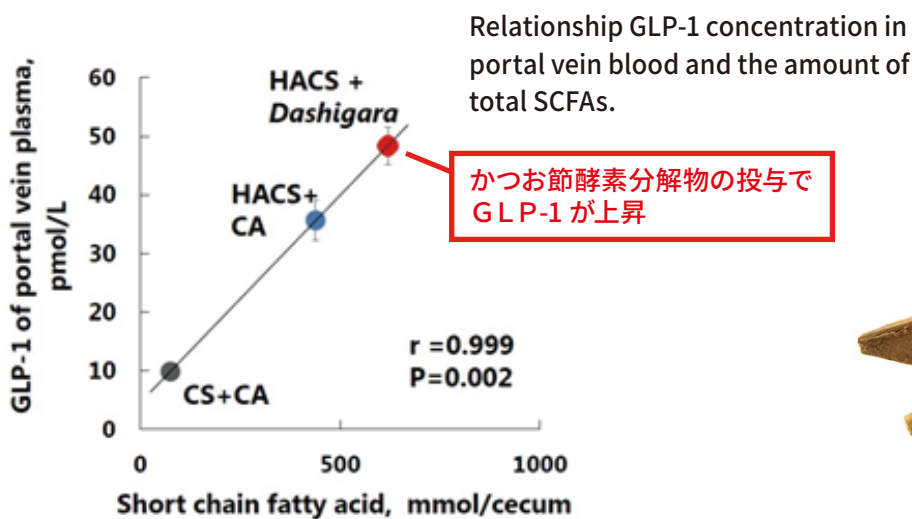 Relationship GLP-1 concentration in
portal vein blood and the amount of
total SCFAs.
かつお節酵素分解物の投与で
ＧＬＰ-1 が上昇
GLP-1 of portal vein plasma,
pmol/L
60
50
40
30
20
10
0
HACS +
Dashigara
HACS+
CA
CS+CA
r =0.999
P=0.002
0 500 1000
Short chain fatty acid, mmol/cecum